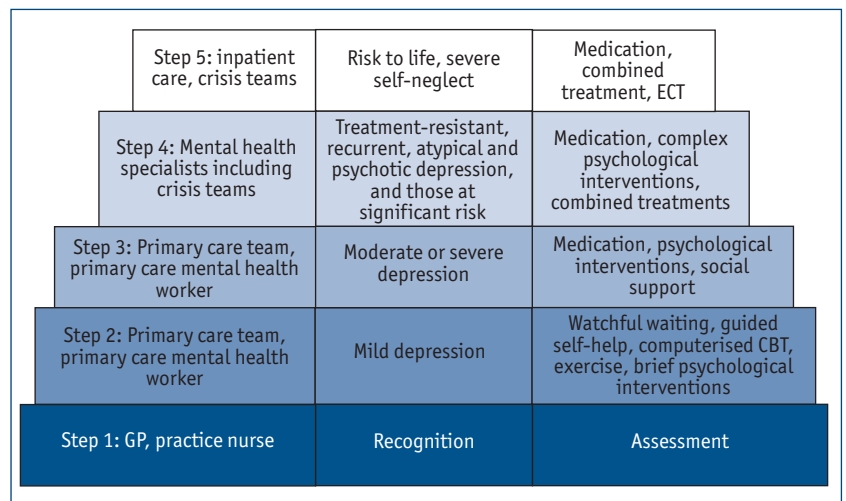 Step 5: inpatient
care, crisis teams
Risk to life, severe
self-neglect
Medication,
combined
treatment, ECT
Step 4: Mental health
specialists including
crisis teams
Treatment-resistant,
recurrent, atypical and
psychotic depression,
and those at
significant risk
Medication, complex
psychological
interventions,
combined treatments
Step 3: Primary care team,
primary care mental health
worker
Moderate or severe
depression
Medication, psychological
interventions, social
support
Step 2: Primary care team,
primary care mental health
worker
Mild depression
Watchful waiting, guided
self-help, computerised CBT,
exercise, brief psychological
interventions
Step 1: GP, practice nurse
Recognition
Assessment